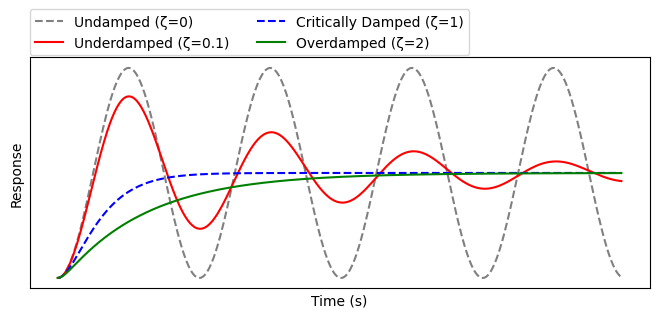 Undamped (ζ=0)
Underdamped (ζ=0.1)
Critically Damped (ζ=1)
Overdamped (ζ=2)
Response
Time (s)